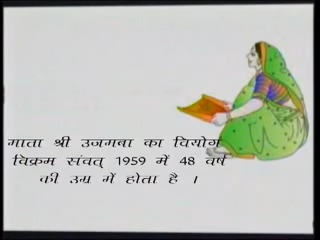 माता श्री उजमबा का वियोग
विक्रम संवत् 1959 में 48 वर्ष
की उम्र में होता है ।